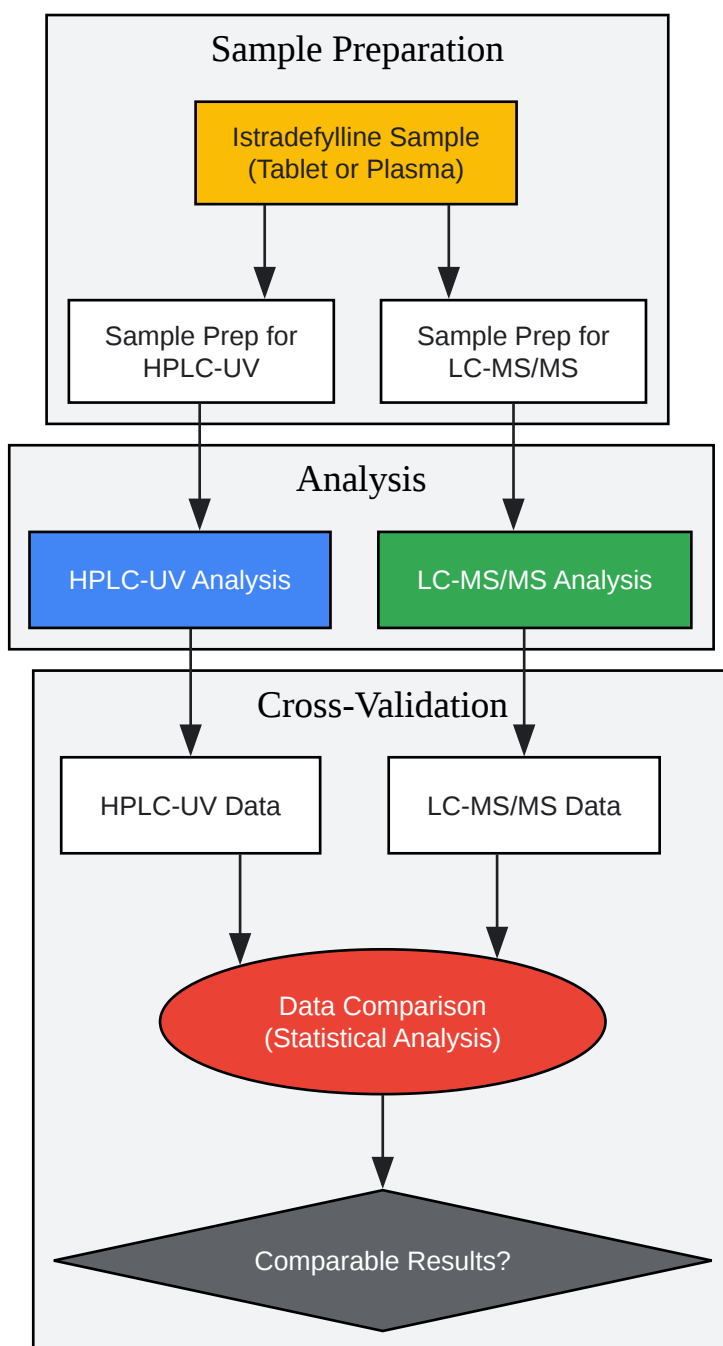 Sample Preparation
Istradefylline Sample
(Tablet or Plasma)
Sample Prep for
HPLC-UV
Sample Prep for
LC-MS/MS
Analysis
HPLC-UV Analysis
LC-MS/MS Analysis
Cross-Validation
HPLC-UV Data
LC-MS/MS Data
Data Comparison
(Statistical Analysis)
Comparable Results?